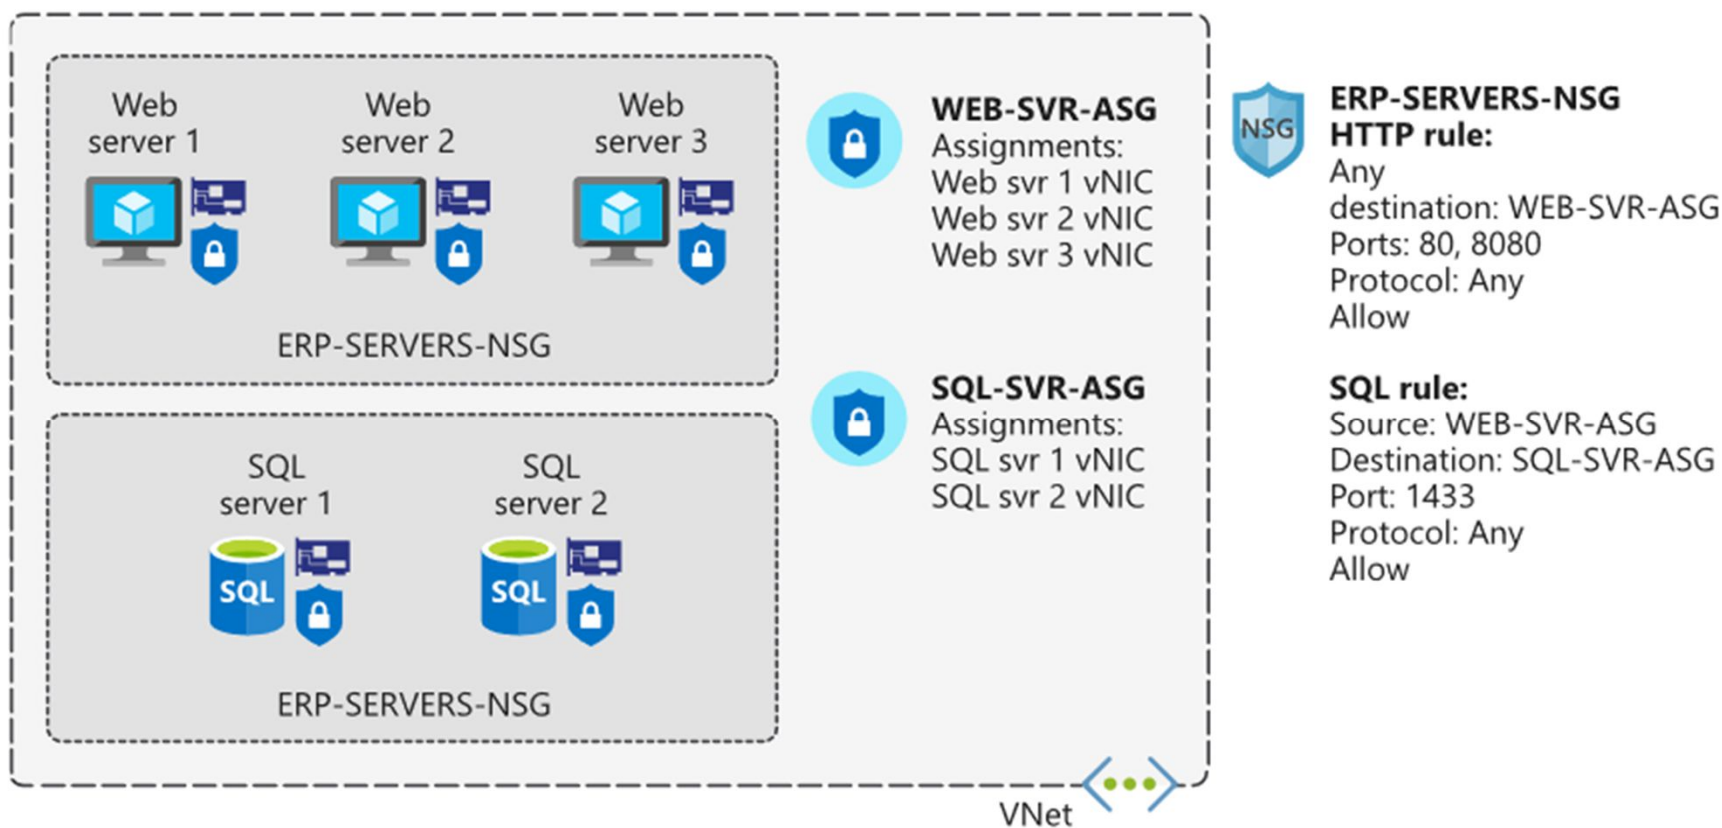 Web
server 1
Web
server 2
Web
server 3
ERP-SERVERS-NSG
SQL
server 1
SQL
server 2
SQL
SQL
ERP-SERVERS-NSG
WEB-SVR-ASG
Assignments:
Web svr 1 vNIC
Web svr 2 vNIC
Web svr 3 vNIC
SQL-SVR-ASG
Assignments:
SQL svr 1 vNIC
SQL svr 2 vNIC
VNet
NSG
ERP-SERVERS-NSG
HTTP rule:
Any
destination: WEB-SVR-ASG
Ports: 80, 8080
Protocol: Any
Allow
SQL rule:
Source: WEB-SVR-ASG
Destination: SQL-SVR-ASG
Port: 1433
Protocol: Any
Allow